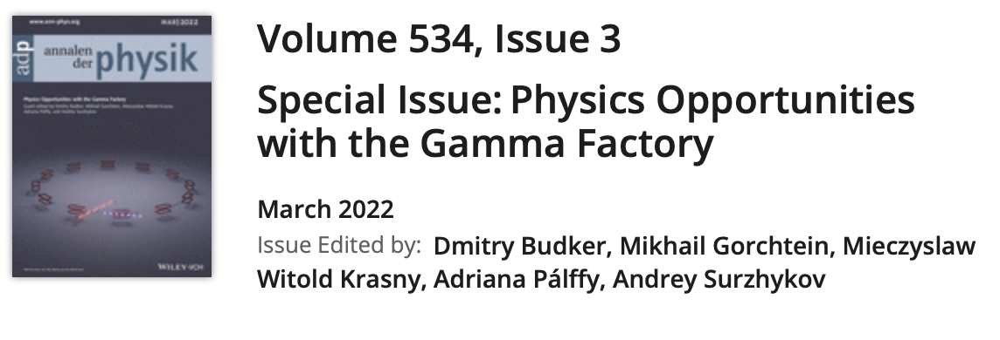 www.ann-phys.org
MAR|2022
adp
annalen
der physik
Physics Opportunities with the Gamma Factory
WILEY-VCH
Volume 534, Issue 3
Special Issue: Physics Opportunities
with the Gamma Factory
March 2022
Issue Edited by: Dmitry Budker, Mikhail Gorchtein, Mieczyslaw
Witold Krasny, Adriana Pálffy, Andrey Surzhykov